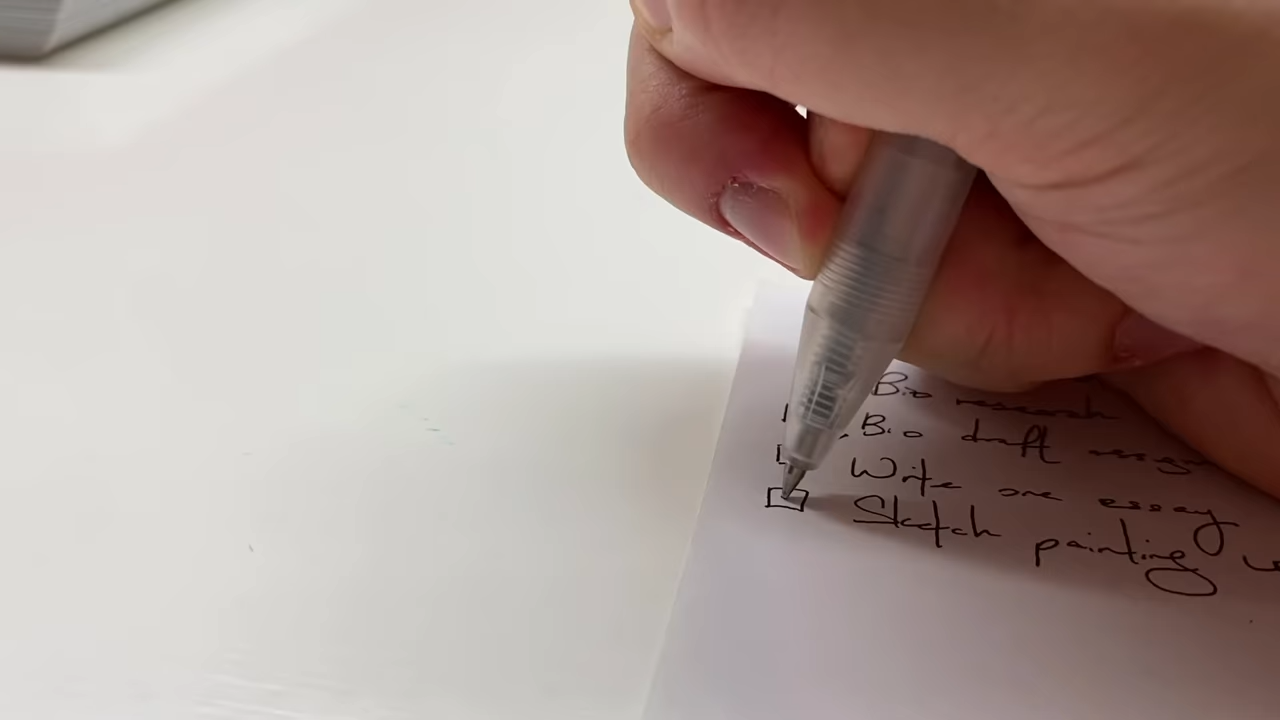 Bio research
Bio draft
Write one essay
Sketch painting